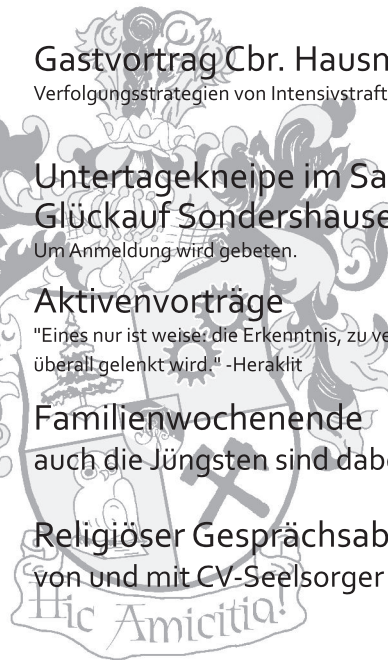 Gastvortrag Cbr. Hausm
Verfolgungsstrategien von Intensivstraft
Untertagekneipe im Sa
Glückauf Sondershause
Um Anmeldung wird gebeten.
Aktivenvorträge
"Eines nur ist weise: die Erkenntnis, zu ve
überall gelenkt wird." -Heraklit
Familienwochenende
auch die Jüngsten sind dabe
Religiöser Gesprächsab
von und mit CV-Seelsorger
Hic Amicitia!